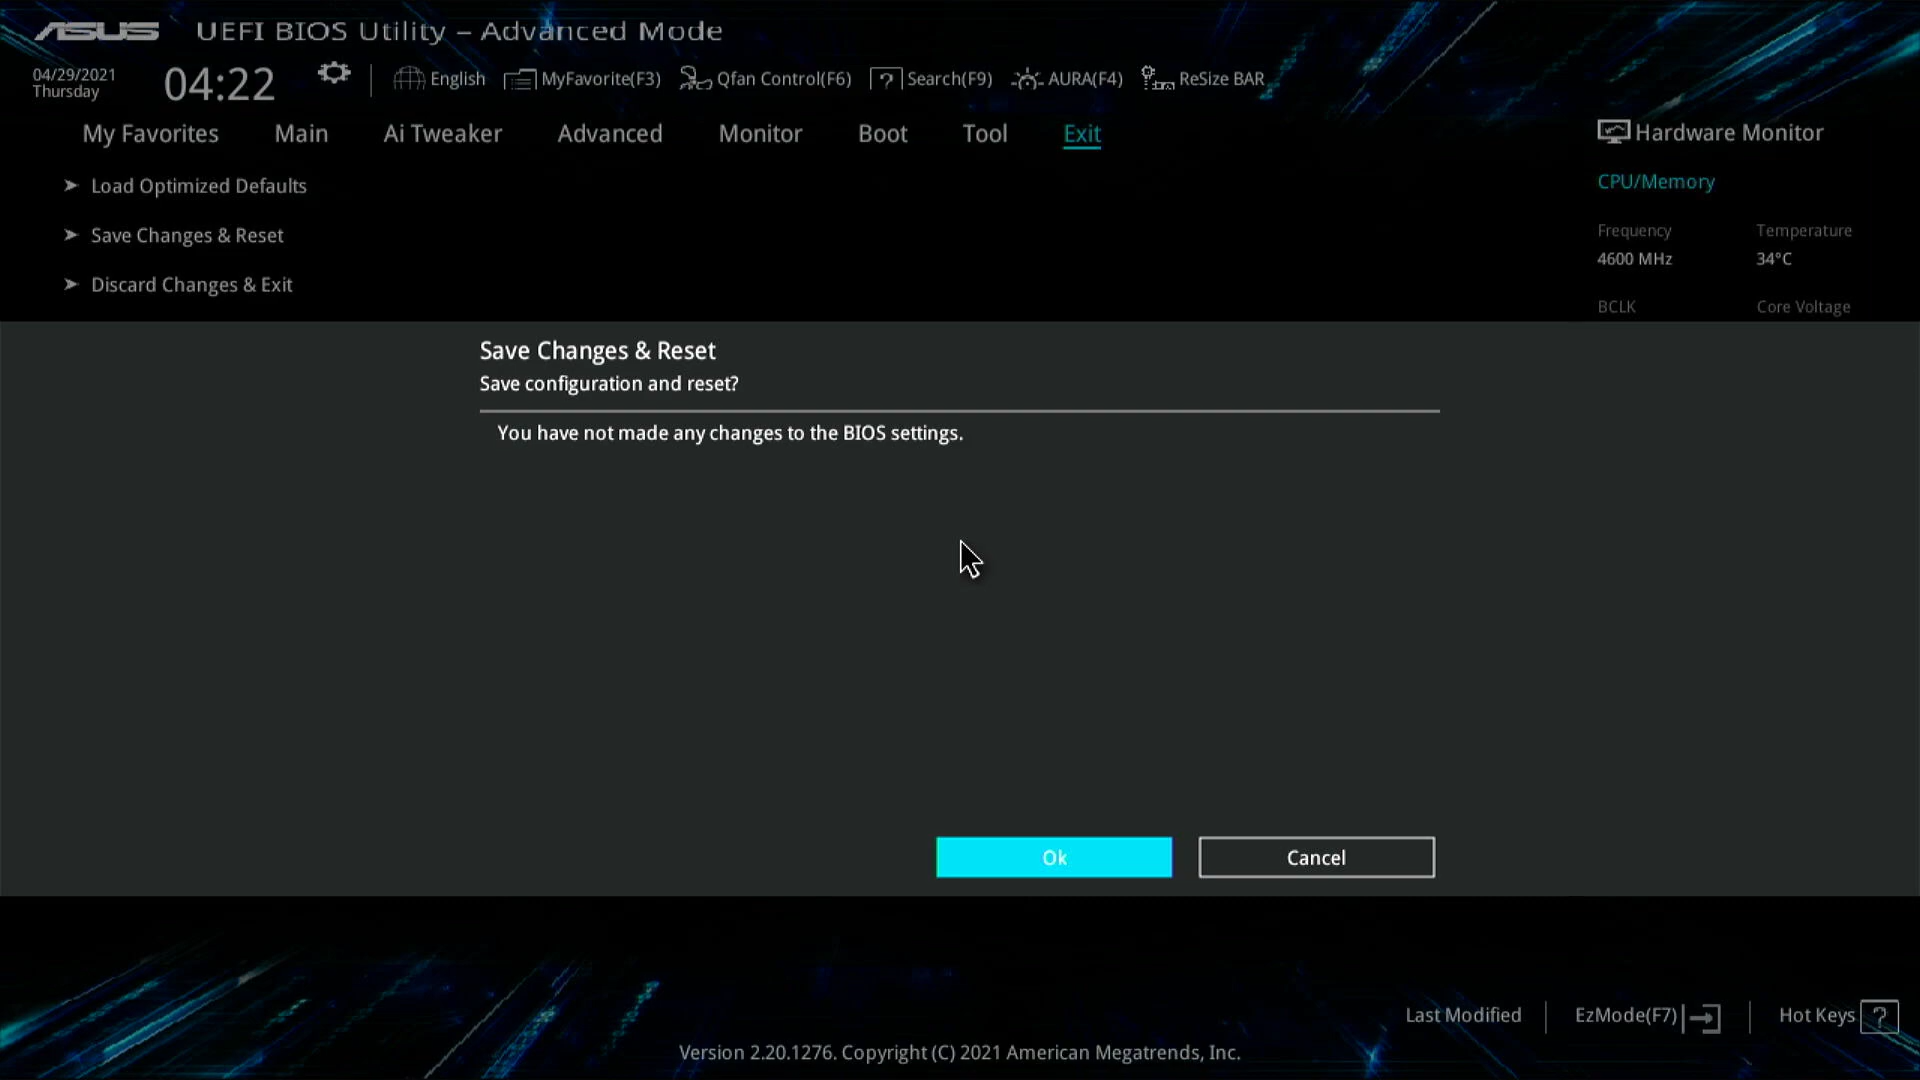 ASUS UEFI BIOS Utility – Advanced Mode
04/29/2021
Thursday
04:22
English MyFavorite(F3) Qfan Control(F6) ? Search(F9) AURA(F4) ReSize BAR
My Favorites Main Ai Tweaker Advanced Monitor Boot Tool Exit
Hardware Monitor
Load Optimized Defaults
Save Changes & Reset
Discard Changes & Exit
CPU/Memory
Frequency Temperature
4600 MHz 34°C
BCLK Core Voltage
Save Changes & Reset
Save configuration and reset?
You have not made any changes to the BIOS settings.
Ok Cancel
Last Modified EzMode(F7) Hot Keys ?
Version 2.20.1276. Copyright (C) 2021 American Megatrends, Inc.